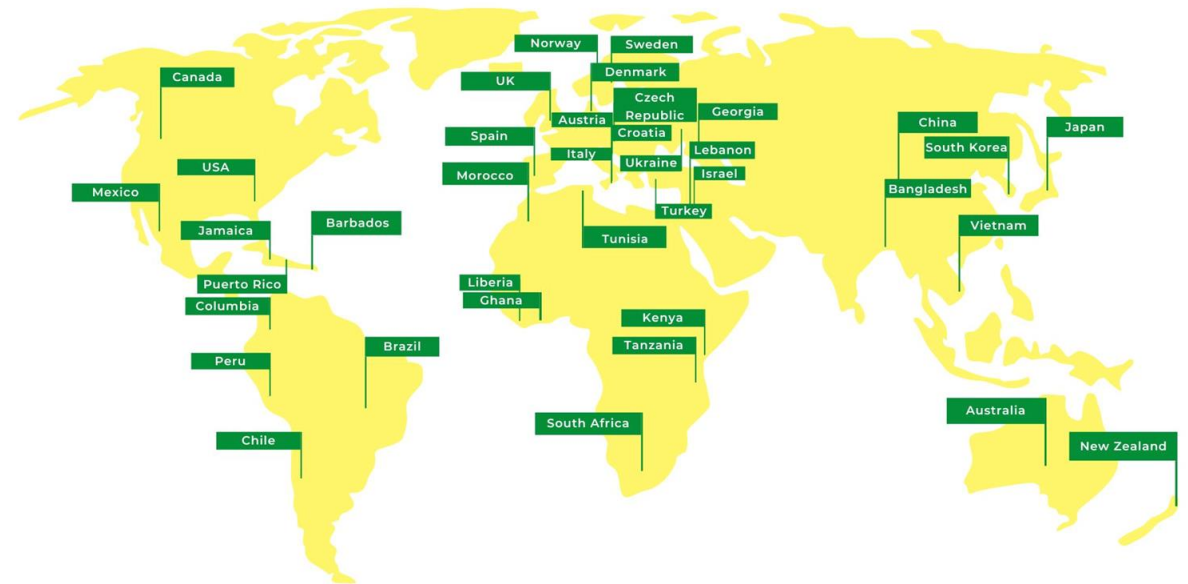 Norway
Sweden
Canada
UK
Denmark
Czech
Republic
Georgia
Austria
China
Japan
Spain
Croatia
South Korea
Italy
Lebanon
Ukraine
USA
Morocco
Israel
Mexico
Bangladesh
Turkey
Barbados
Vietnam
Jamaica
Tunisia
Puerto Rico
Liberia
Ghana
Columbia
Kenya
Brazil
Tanzania
Peru
Australia
South Africa
Chile
New Zealand